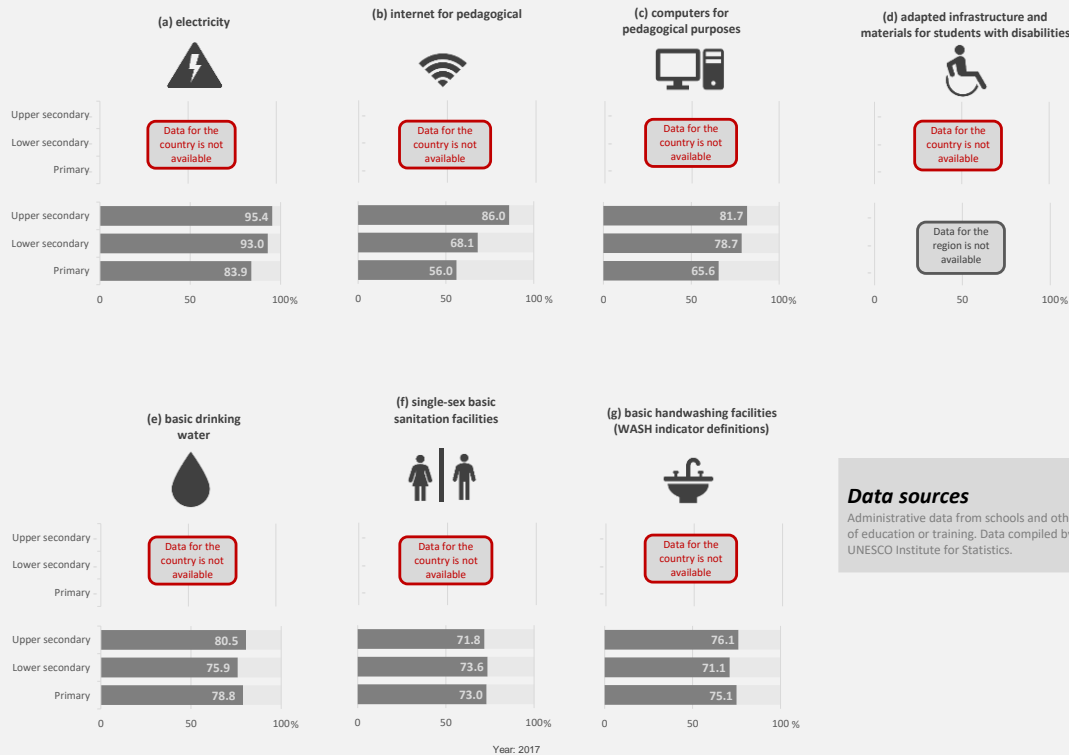 (a) electricity
(b) internet for pedagogical
(c) computers for
pedagogical purposes
(d) adapted infrastructure and
materials for students with disabilities
Upper secondary
Lower secondary
Primary
Data for the
country is not
available
Data for the
country is not
available
Data for the
country is not
available
Data for the
country is not
available
Upper secondary
Lower secondary
Primary
95.4
93.0
83.9
0 50 100%
86.0
68.1
56.0
0 50 100%
81.7
78.7
65.6
0 50 100%
Data for the
region is not
available
0 50 100%
(e) basic drinking
water
(f) single-sex basic
sanitation facilities
(g) basic handwashing facilities
(WASH indicator definitions)
Upper secondary
Lower secondary
Primary
Data for the
country is not
available
Data for the
country is not
available
Data for the
country is not
available
Upper secondary
Lower secondary
Primary
80.5
75.9
78.8
0 50 100%
71.8
73.6
73.0
0 50 100%
76.1
71.1
75.1
0 50 100%
Data sources
Administrative data from schools and oth
of education or training. Data compiled by
UNESCO Institute for Statistics.
Year: 2017